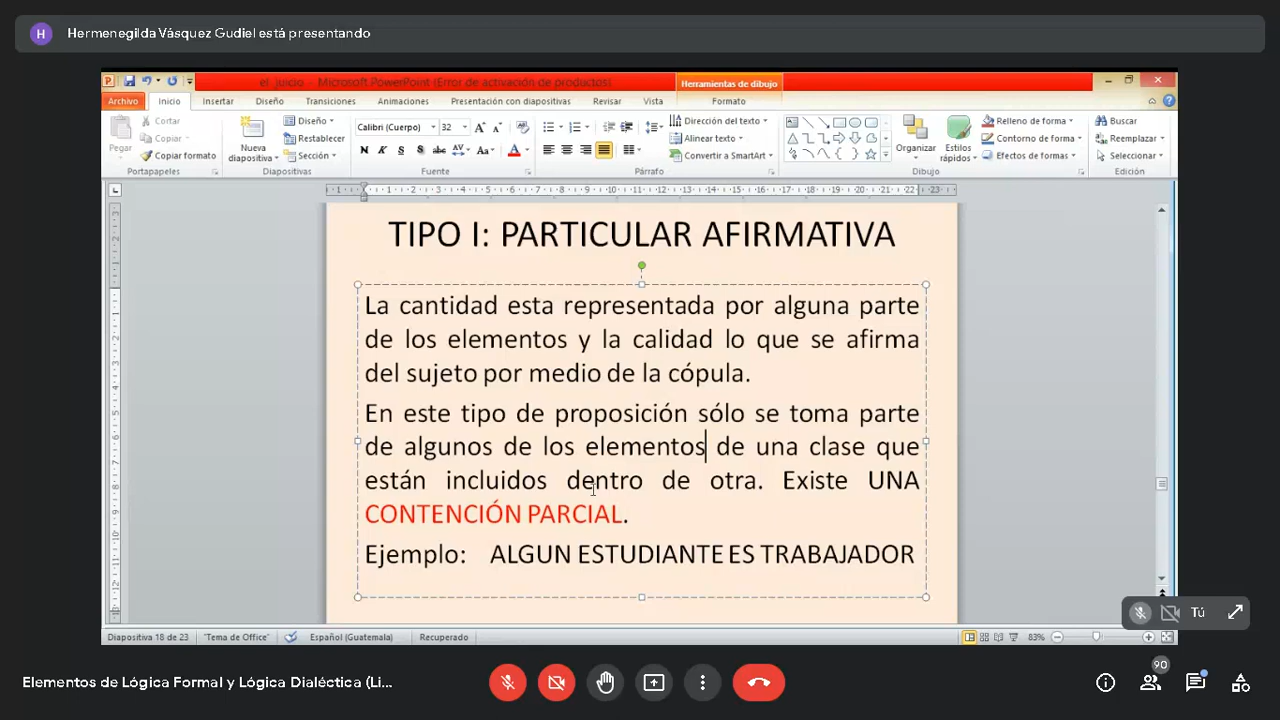 H Hermenegilda Vásquez Gudiel está presentando
el_juicio - Microsoft PowerPoint (Error de activación de productos)
Herramientas de dibujo
Archivo Inicio Insertar Diseño Transiciones Animaciones Presentación con diapositivas Revisar Vista Formato
Pegar
Cortar
Copiar
Copiar formato
Portapapeles
Nueva diapositiva
Diseño
Restablecer
Sección
Diapositivas
Calibri (Cuerpo) 32
N K S S abc AV Aa A
Fuente
Dirección del texto
Alinear texto
Convertir a SmartArt
Párrafo
Organizar
Estilos rápidos
Relleno de forma
Contorno de forma
Efectos de formas
Dibujo
Buscar
Reemplazar
Seleccionar
Edición
TIPO I: PARTICULAR AFIRMATIVA
La cantidad esta representada por alguna parte
de los elementos y la calidad lo que se afirma
del sujeto por medio de la cópula.
En este tipo de proposición sólo se toma parte
de algunos de los elementos de una clase que
están incluidos dentro de otra. Existe UNA
CONTENCIÓN PARCIAL.
Ejemplo: ALGUN ESTUDIANTE ES TRABAJADOR
Tú
Diapositiva 18 de 23 "Tema de Office" Español (Guatemala) Recuperado 83%
Elementos de Lógica Formal y Lógica Dialéctica (Li...
90